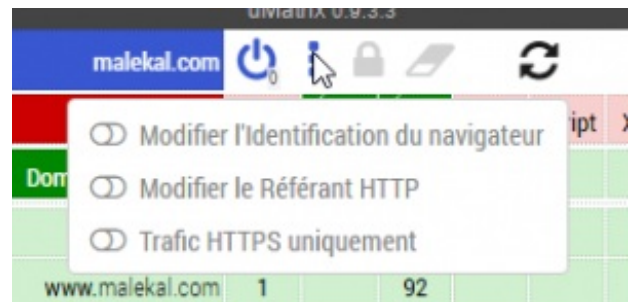 uMatrix 0.9.3.3
malekal.com 0
Modifier l'Identification du navigateur
ipt
Dom
Modifier le Référant HTTP
Trafic HTTPS uniquement
www.malekal.com 1 92